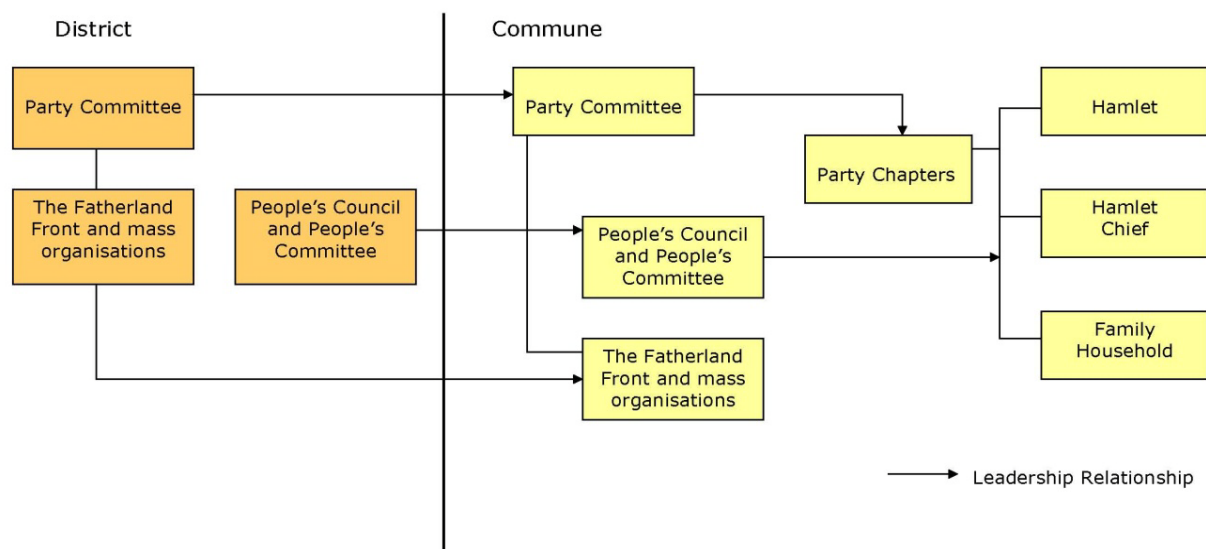 District
Commune
Party Committee
The Fatherland
Front and mass
organisations
People's Council
and People's
Committee
Party Committee
Party Chapters
People's Council
and People's
Committee
The Fatherland
Front and mass
organisations
Hamlet
Hamlet
Chief
Family
Household
Leadership Relationship